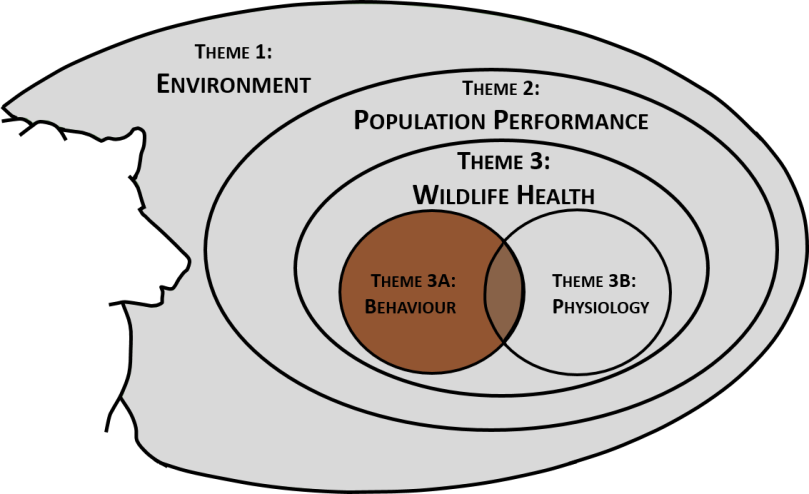 Theme 1:
Environment
Theme 2:
Population Performance
Theme 3:
Wildlife Health
Theme 3A:
Behaviour
Theme 3B:
Physiology